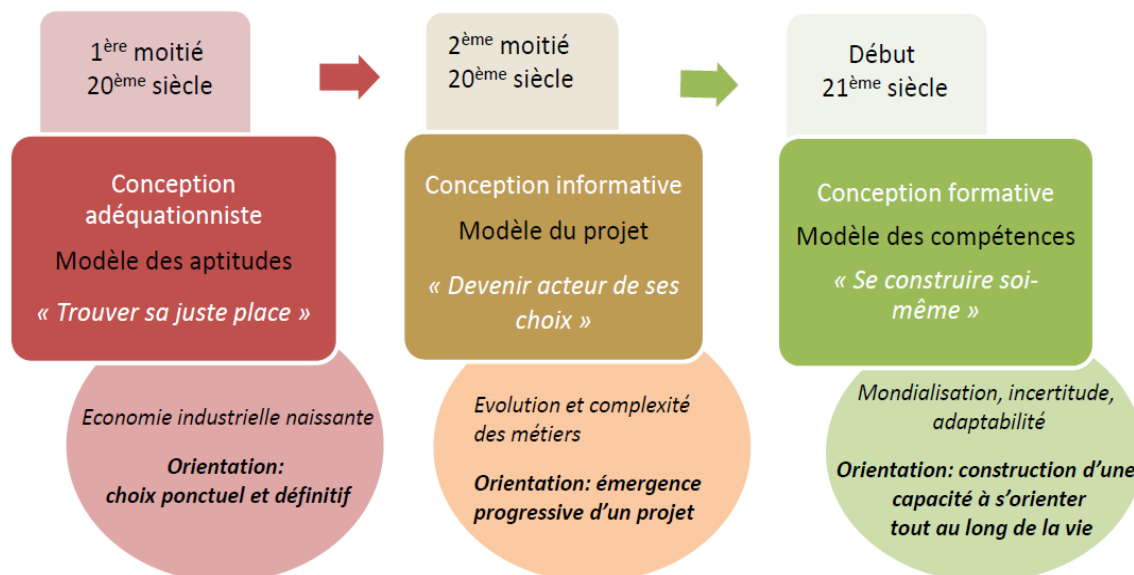 1ère moitié
20ème siècle
Conception
adéquationniste
Modèle des aptitudes
« Trouver sa juste place »
Economie industrielle naissante
Orientation:
choix ponctuel et définitif
2ème moitié
20ème siècle
Conception informative
Modèle du projet
« Devenir acteur de ses
choix »
Evolution et complexité
des métiers
Orientation: émergence
progressive d’un projet
Début
21ème siècle
Conception formative
Modèle des compétences
« Se construire soi-
même »
Mondialisation, incertitude,
adaptabilité
Orientation: construction d’une
capacité à s’orienter
tout au long de la vie